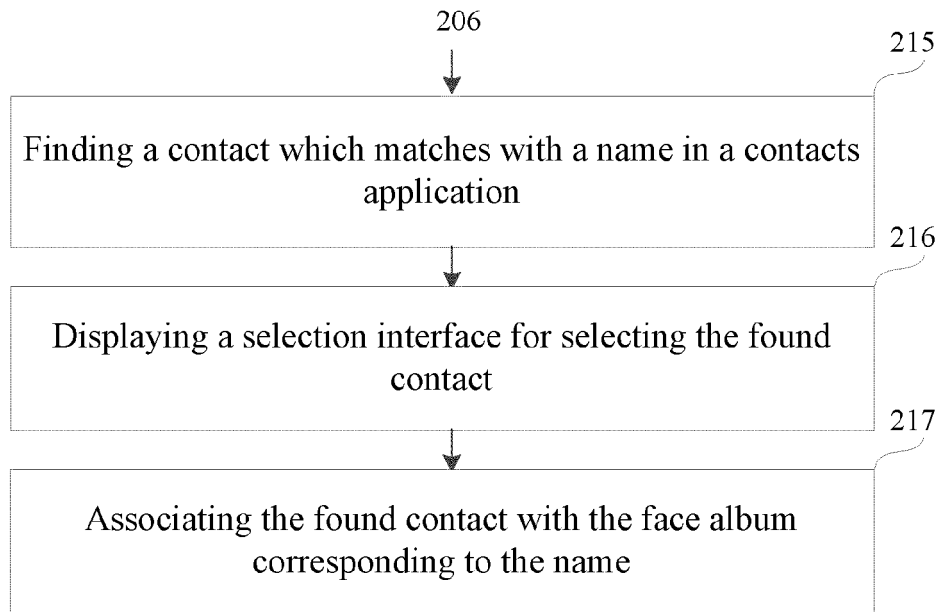 206
215
Finding a contact which matches with a name in a contacts
application
216
Displaying a selection interface for selecting the found
contact
217
Associating the found contact with the face album
corresponding to the name